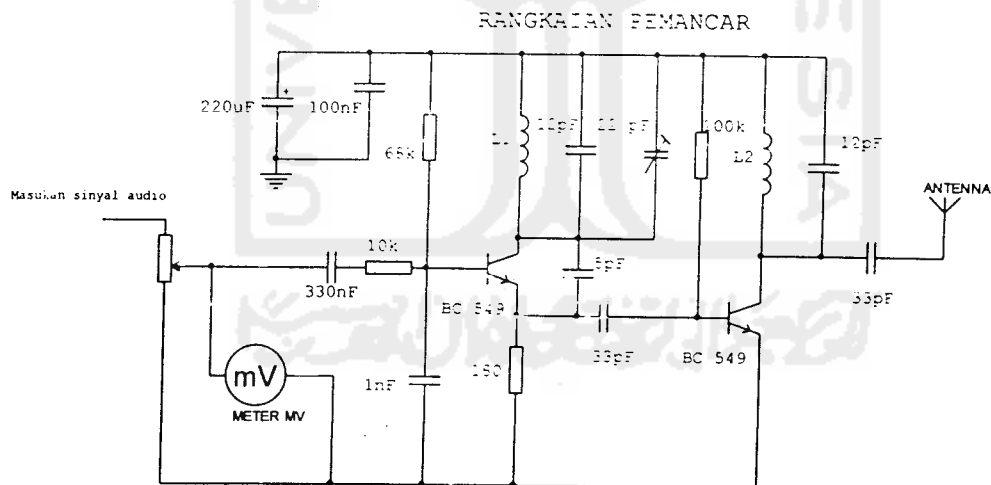 RANGKAIAN PEMANCAR
220uF
100nF
68k
L1
12pF
22 pF
100k
L2
12pF
ANTENNA
Masukan sinyal audio
10k
330nF
BC 549
5pF
33pF
BC 549
33pF
1nF
180
mV
METER MV